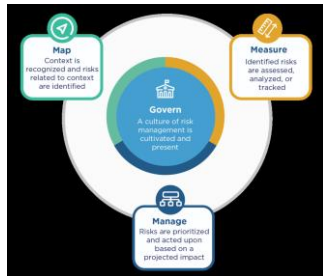 Map
Context is
recognized and risks
related to context
are identified
Measure
Identified risks
are assessed,
analyzed, or
tracked
Govern
A culture of risk
management is
cultivated and
present
Manage
Risks are prioritized
and acted upon
based on a
projected impact